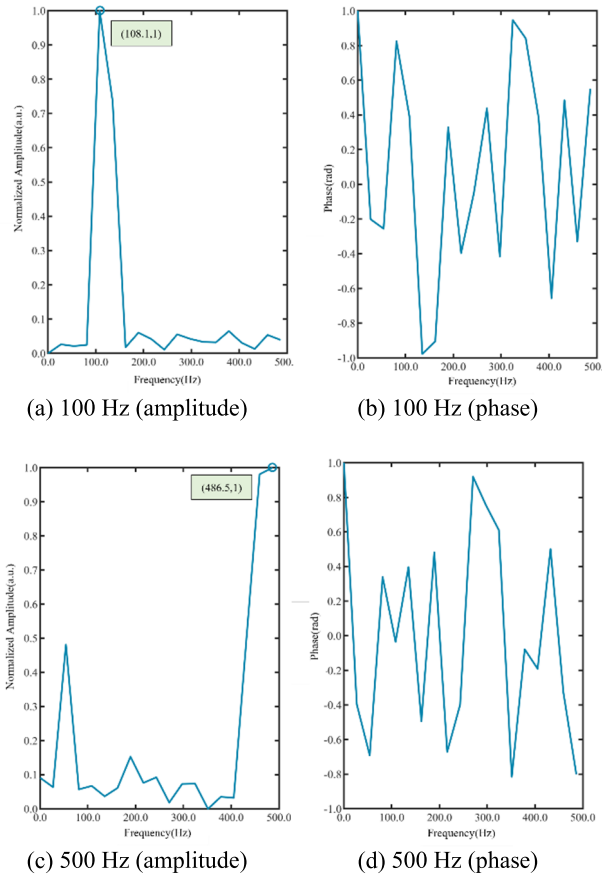 1.0
0.9
0.8
0.7
0.6
0.5
0.4
0.3
0.2
0.1
0.0
Normalized Amplitude(a.u.)
(108.1,1)
0.0 100.0 200.0 300.0 400.0 500.
Frequency(Hz)
(a) 100 Hz (amplitude)
1.0
0.8
0.6
0.4
0.2
0.0
-0.2
-0.4
-0.6
-0.8
-1.0
Phase(rad)
0.0 100.0 200.0 300.0 400.0 500.0
Frequency(Hz)
(b) 100 Hz (phase)
1.0
0.9
0.8
0.7
0.6
0.5
0.4
0.3
0.2
0.1
0.0
Normalized Amplitude(a.u.)
(486.5,1)
0.0 100.0 200.0 300.0 400.0 500.0
Frequency(Hz)
(c) 500 Hz (amplitude)
1.0
0.8
0.6
0.4
0.2
0.0
-0.2
-0.4
-0.6
-0.8
-1.0
Phase(rad)
0.0 100.0 200.0 300.0 400.0 500.0
Frequency(Hz)
(d) 500 Hz (phase)